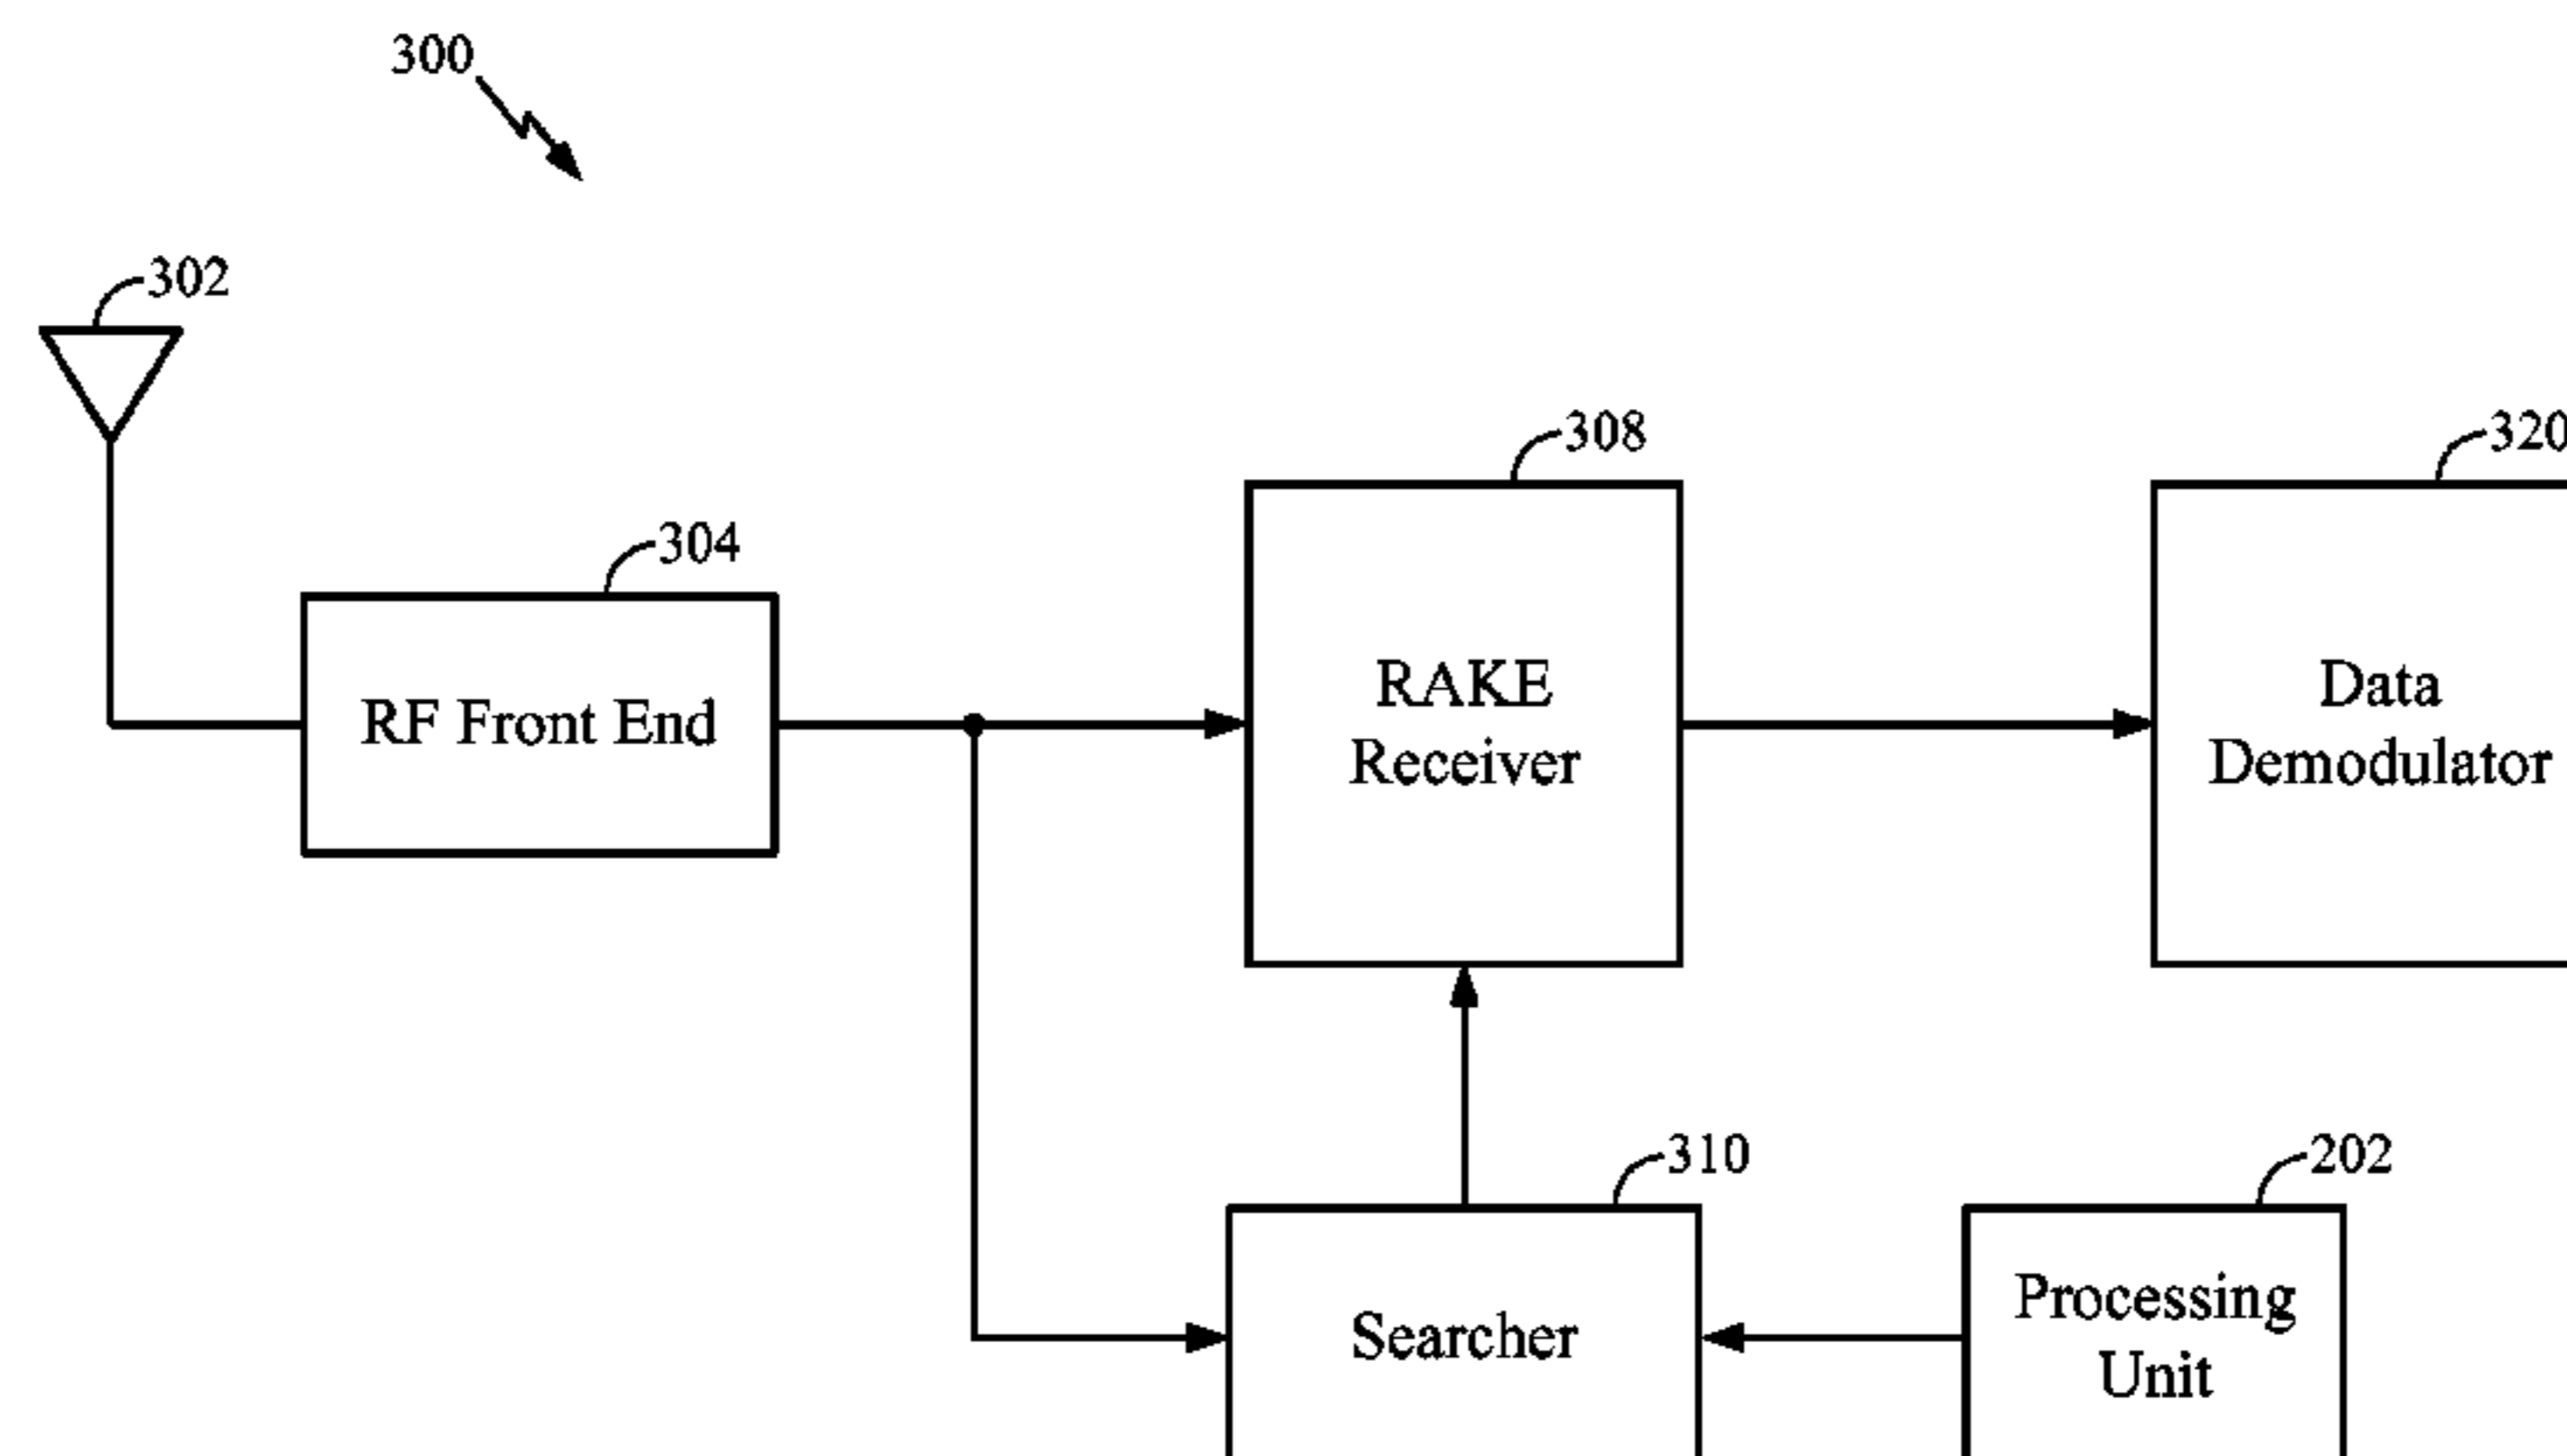 300
302
308
320
304
RF Front End
RAKE
Receiver
Data
Demodulator
310
202
Searcher
Processing
Unit